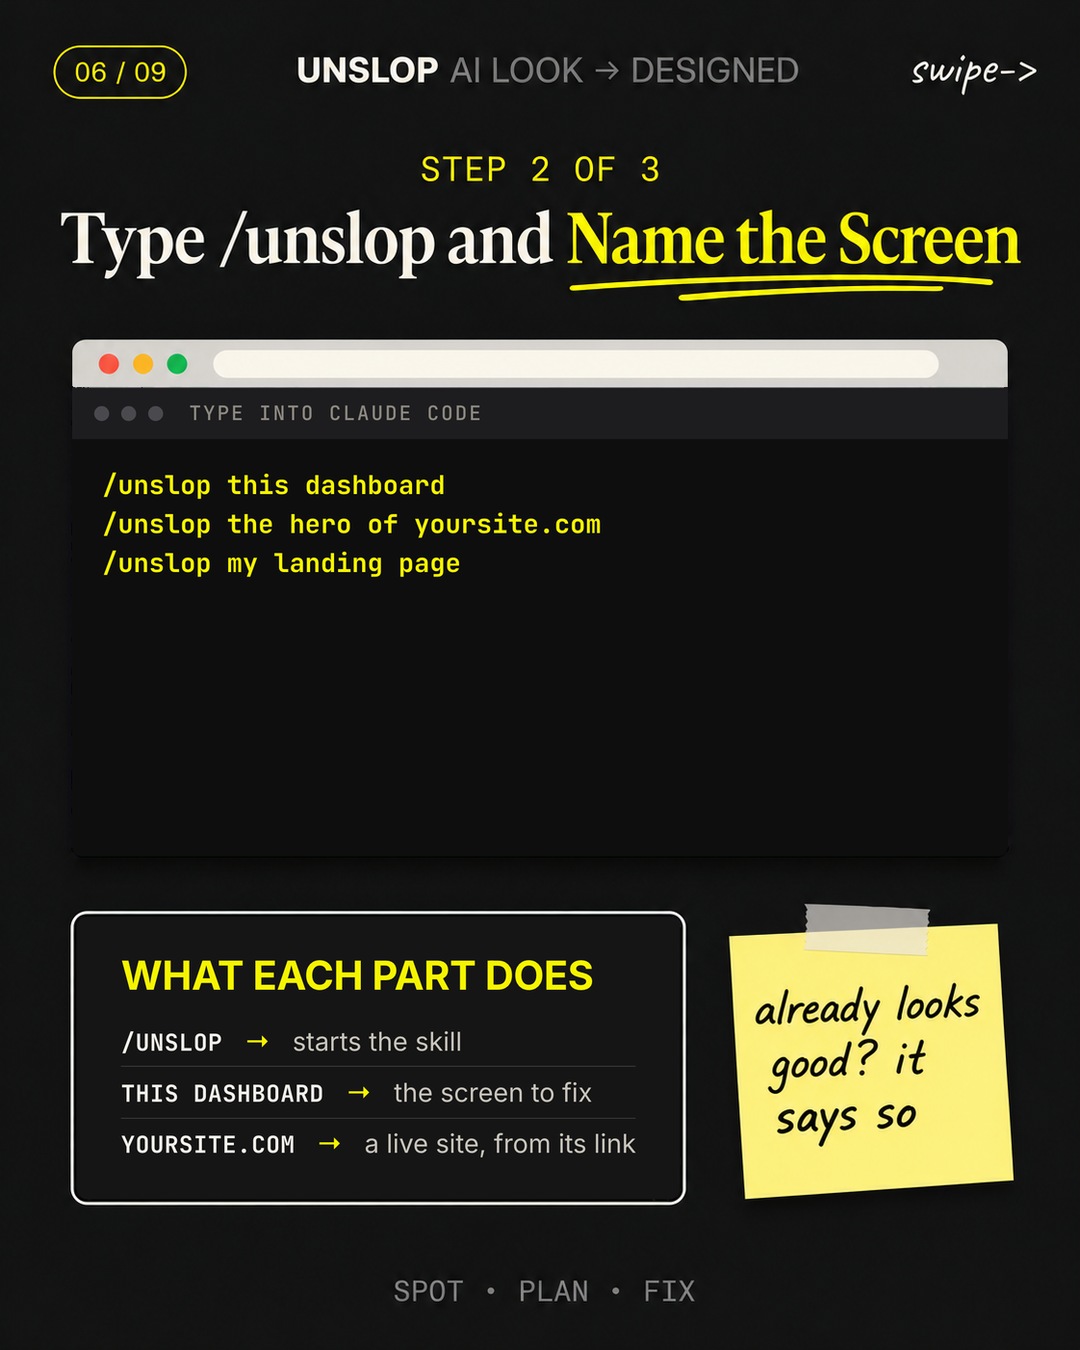 06 / 09
UNSLOP AI LOOK → DESIGNED
swipe->
STEP 2 OF 3
Type /unslop and Name the Screen
TYPE INTO CLAUDE CODE
/unslop this dashboard
/unslop the hero of yoursite.com
/unslop my landing page
WHAT EACH PART DOES
/UNSLOP → starts the skill
THIS DASHBOARD → the screen to fix
YOURSITE.COM → a live site, from its link
already looks
good? it
says so
SPOT • PLAN • FIX